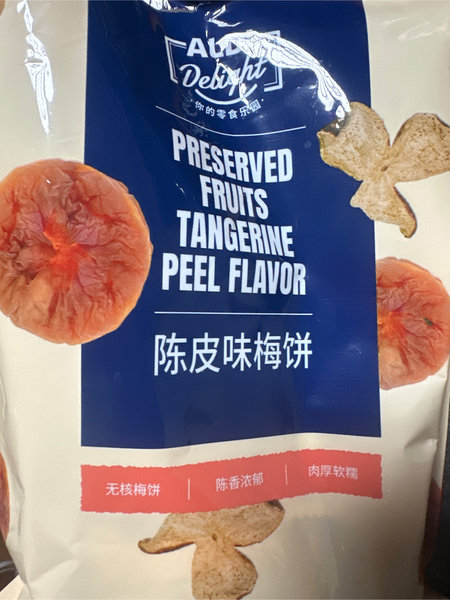 Delight
你的零食乐园
PRESERVED
FRUITS
TANGERINE
PEEL FLAVOR
陈皮味梅饼
无核梅饼
陈香浓郁
肉厚软糯